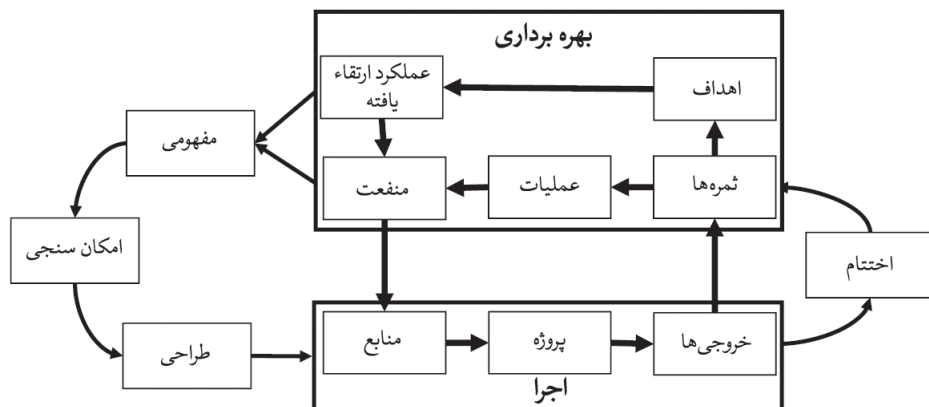 بهره برداری
اهداف
عملکرد ارتقاء
یافته
مفهومی
ثمره‌ها
عملیات
منفعت
امکان سنجی
اختتام
خروجی‌ها
پروژه
منابع
طراحی
اجرا